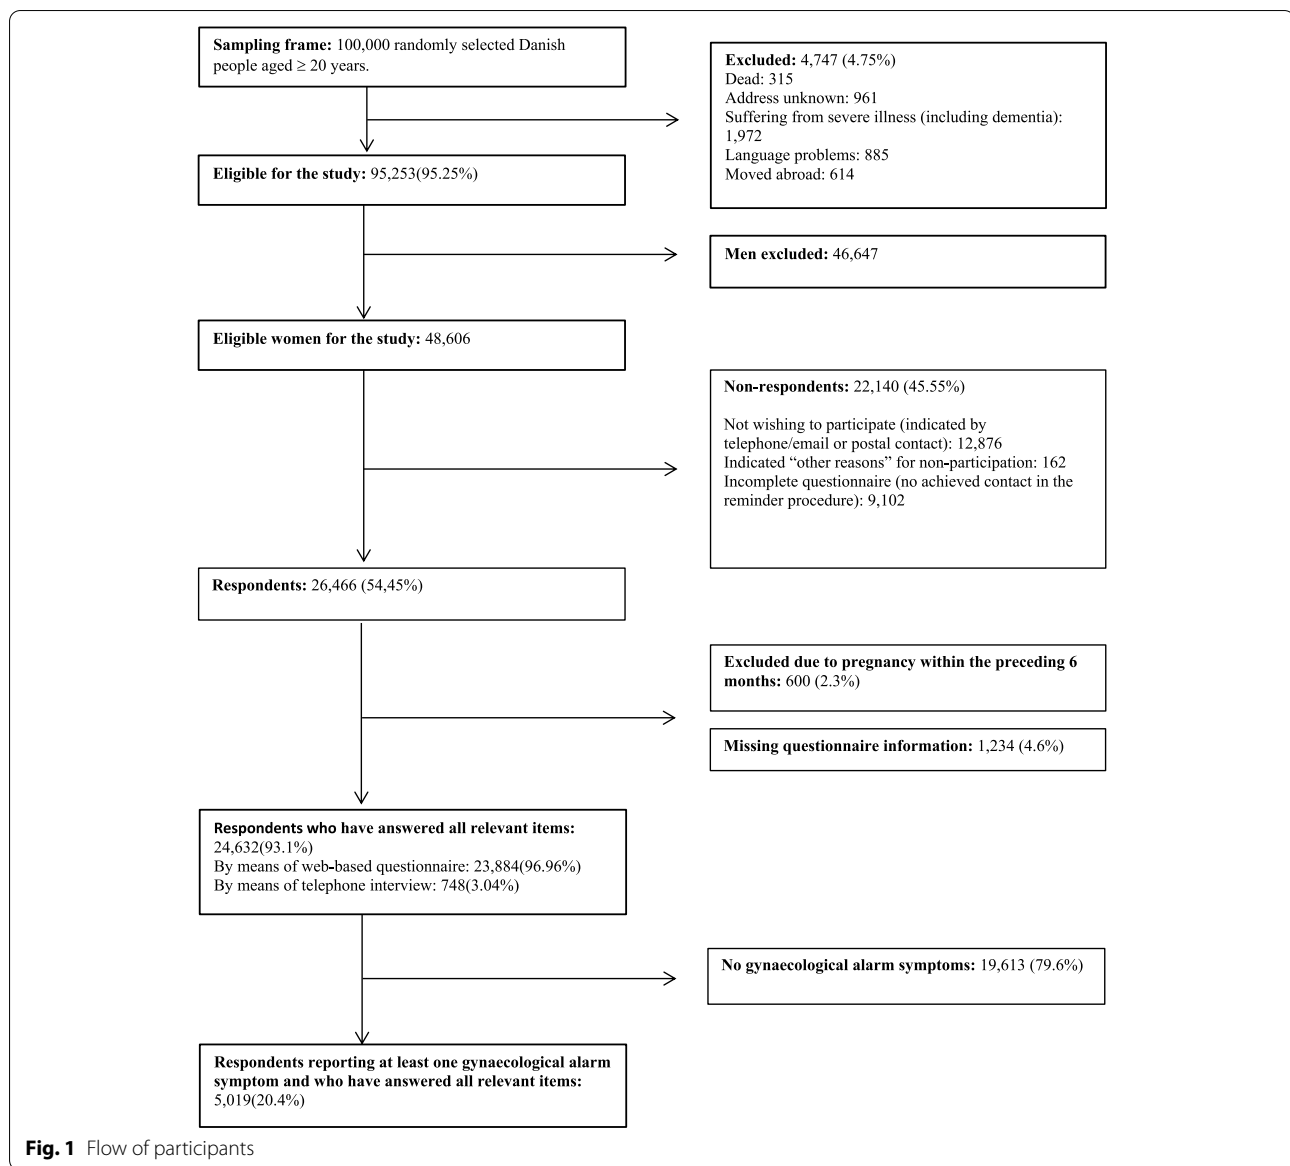 Sampling frame: 100,000 randomly selected Danish
people aged ≥ 20 years.
Excluded: 4,747 (4.75%)
Dead: 315
Address unknown: 961
Suffering from severe illness (including dementia):
1,972
Language problems: 885
Moved abroad: 614
Eligible for the study: 95,253(95.25%)
Men excluded: 46,647
Eligible women for the study: 48,606
Non-respondents: 22,140 (45.55%)
Not wishing to participate (indicated by
telephone/email or postal contact): 12,876
Indicated “other reasons” for non-participation: 162
Incomplete questionnaire (no achieved contact in the
reminder procedure): 9,102
Respondents: 26,466 (54,45%)
Excluded due to pregnancy within the preceding 6
months: 600 (2.3%)
Missing questionnaire information: 1,234 (4.6%)
Respondents who have answered all relevant items:
24,632(93.1%)
By means of web-based questionnaire: 23,884(96.96%)
By means of telephone interview: 748(3.04%)
No gynaecological alarm symptoms: 19,613 (79.6%)
Respondents reporting at least one gynaecological alarm
symptom and who have answered all relevant items:
5,019(20.4%)
Fig. 1 Flow of participants